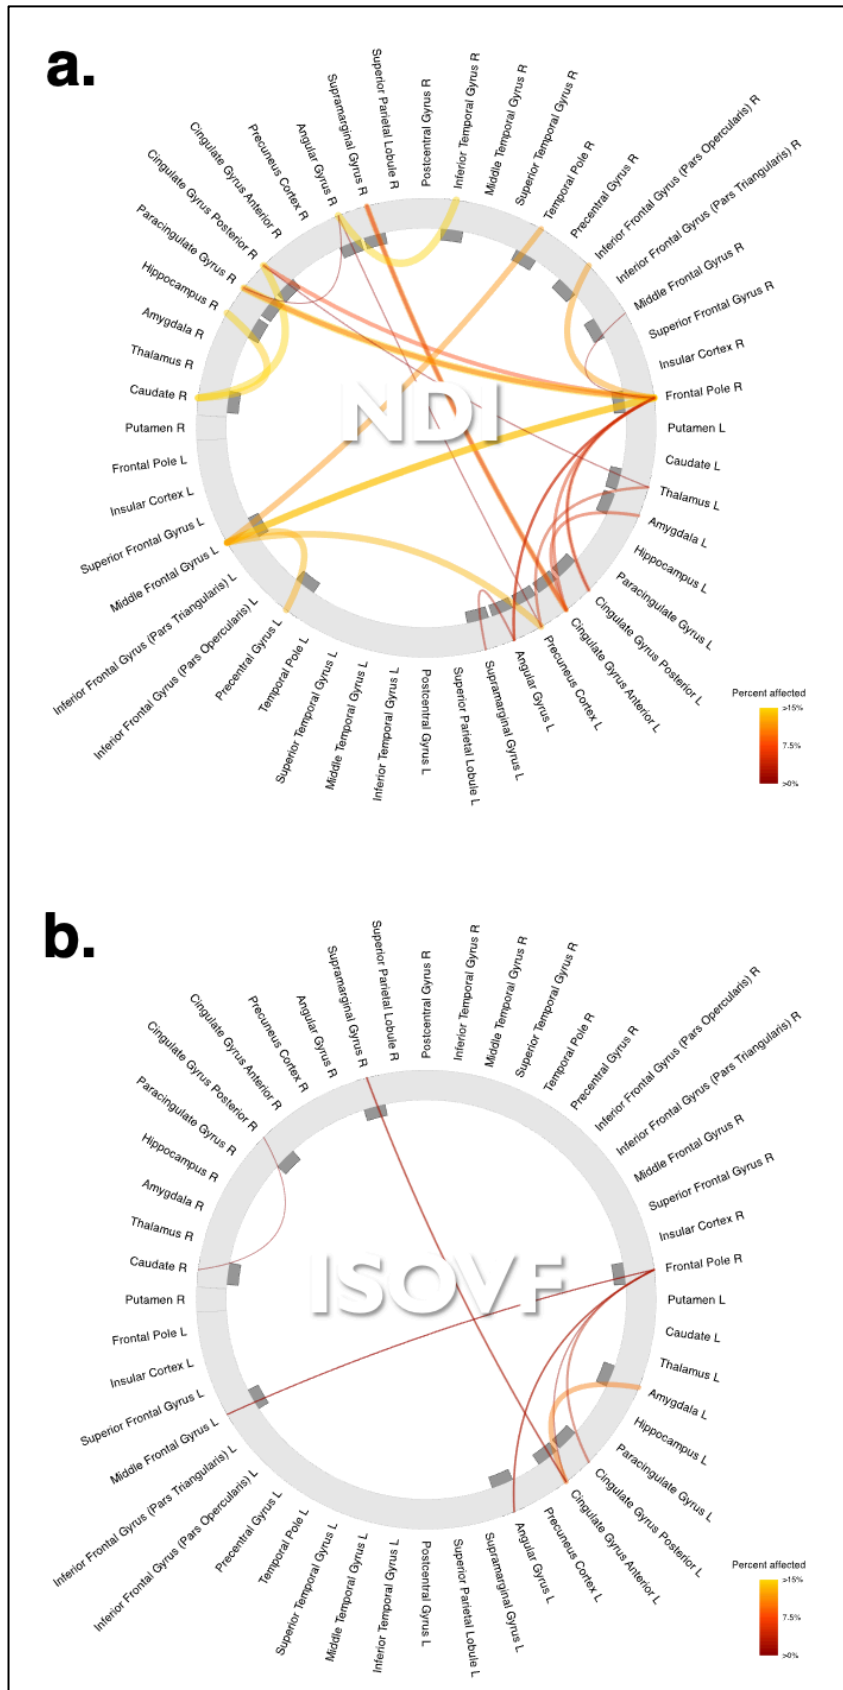 a.
Superior Parietal Lobule R
Supramarginal Gyrus R
Angular Gyrus R
Precuneus Cortex R
Cingulate Gyrus Anterior R
Cingulate Gyrus Posterior R
Paracingulate Gyrus R
Hippocampus R
Amygdala R
Thalamus R
Caudate R
Putamen R
Frontal Pole L
Insular Cortex L
Superior Frontal Gyrus L
Middle Frontal Gyrus L
Inferior Frontal Gyrus (Pars Triangularis) L
Inferior Frontal Gyrus (Pars Opercularis) L
Precentral Gyrus L
Temporal Pole L
Superior Temporal Gyrus L
Middle Temporal Gyrus L
Inferior Temporal Gyrus L
Postcentral Gyrus L
Superior Parietal Lobule L
Supramarginal Gyrus L
Angular Gyrus L
Precuneus Cortex L
Cingulate Gyrus Anterior L
Cingulate Gyrus Posterior L
Paracingulate Gyrus L
Hippocampus L
Amygdala L
Thalamus L
Caudate L
Putamen L
Frontal Pole R
Insular Cortex R
Superior Frontal Gyrus R
Middle Frontal Gyrus R
Inferior Frontal Gyrus (Pars Triangularis) R
Inferior Frontal Gyrus (Pars Opercularis) R
Precentral Gyrus R
Temporal Pole R
Superior Temporal Gyrus R
Middle Temporal Gyrus R
Inferior Temporal Gyrus R
Postcentral Gyrus R
NDI
Percent affected
>15%
7.5%
>0%
b.
Superior Parietal Lobule R
Supramarginal Gyrus R
Angular Gyrus R
Precuneus Cortex R
Cingulate Gyrus Anterior R
Cingulate Gyrus Posterior R
Paracingulate Gyrus R
Hippocampus R
Amygdala R
Thalamus R
Caudate R
Putamen R
Frontal Pole L
Insular Cortex L
Superior Frontal Gyrus L
Middle Frontal Gyrus L
Inferior Frontal Gyrus (Pars Triangularis) L
Inferior Frontal Gyrus (Pars Opercularis) L
Precentral Gyrus L
Temporal Pole L
Superior Temporal Gyrus L
Middle Temporal Gyrus L
Inferior Temporal Gyrus L
Postcentral Gyrus L
Superior Parietal Lobule L
Supramarginal Gyrus L
Angular Gyrus L
Precuneus Cortex L
Cingulate Gyrus Anterior L
Cingulate Gyrus Posterior L
Paracingulate Gyrus L
Hippocampus L
Amygdala L
Thalamus L
Caudate L
Putamen L
Frontal Pole R
Insular Cortex R
Superior Frontal Gyrus R
Middle Frontal Gyrus R
Inferior Frontal Gyrus (Pars Triangularis) R
Inferior Frontal Gyrus (Pars Opercularis) R
Precentral Gyrus R
Temporal Pole R
Superior Temporal Gyrus R
Middle Temporal Gyrus R
Inferior Temporal Gyrus R
Postcentral Gyrus R
ISOVF
Percent affected
>15%
7.5%
>0%